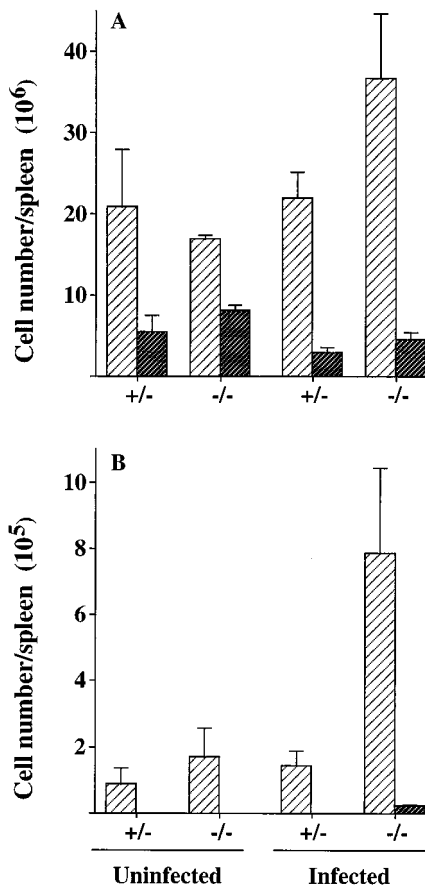 A
Cell number/spleen (10⁶)
40
30
20
10
+/- -/- +/- -/-
B
Cell number/spleen (10⁵)
10
8
6
4
2
+/- -/- +/- -/-
Uninfected Infected